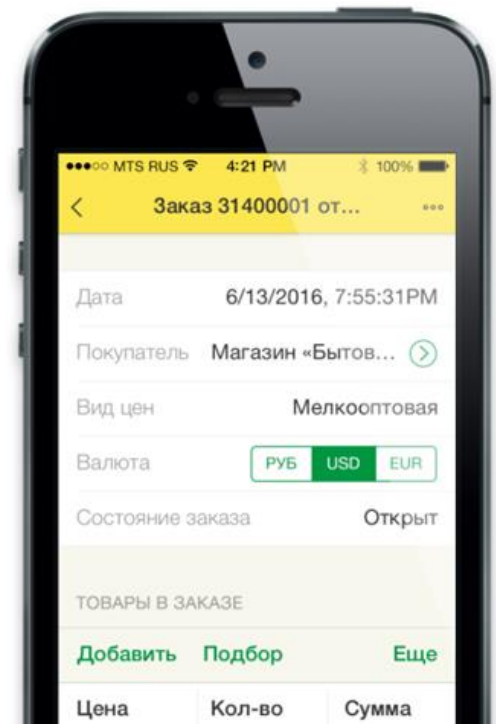 MTS RUS 4:21 PM 100%
Заказ 31400001 от...
Дата 6/13/2016, 7:55:31PM
Покупатель Магазин «Бытов...
Вид цен Мелкооптовая
Валюта РУБ USD EUR
Состояние заказа Открыт
ТОВАРЫ В ЗАКАЗЕ
Добавить Подбор Еще
Цена Кол-во Сумма